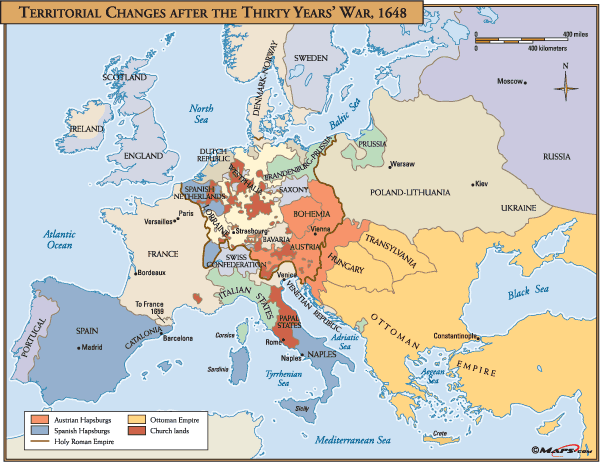 TERRITORIAL CHANGES AFTER THE THIRTY YEARS' WAR, 1648
0 400 miles
0 400 kilometers
N
SCOTLAND
IRELAND
ENGLAND
North
Sea
DENMARK-NORWAY
SWEDEN
Baltic Sea
Moscow
RUSSIA
DUTCH
REPUBLIC
WESTPHALIA
BRANDENBURG-PRUSSIA
PRUSSIA
Warsaw
POLAND-LITHUANIA
Kiev
UKRAINE
SPANISH
NETHERLANDS
SAXONY
BOHEMIA
Vienna
Paris
Versailles
LORRAINE
Strasbourg
BAVARIA
AUSTRIA
Atlantic
Ocean
FRANCE
SWISS
CONFEDERATION
HUNGARY
TRANSYLVANIA
Bordeaux
Venice
VENETIAN REPUBLIC
ITALIAN
STATES
To France
1659
PORTUGAL
SPAIN
Madrid
CATALONIA
Barcelona
Corsica
PAPAL
STATES
Rome
Adriatic
Sea
Naples
NAPLES
Sardinia
Tyrrhenian
Sea
Sicily
OTTOMAN
EMPIRE
Constantinople
Black Sea
Aegean
Sea
Crete
Mediterranean Sea
Austrian Hapsburgs
Spanish Hapsburgs
Holy Roman Empire
Ottoman Empire
Church lands
©Maps.com